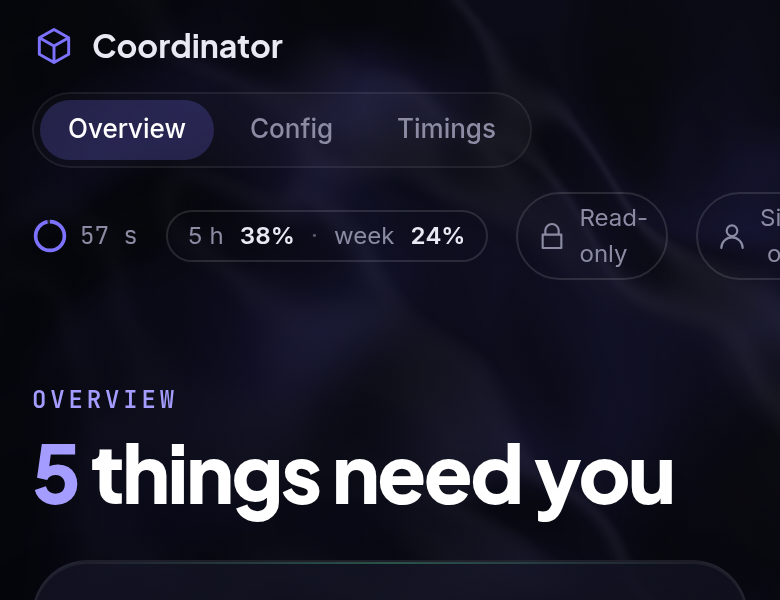 Coordinator
Overview Config Timings
57 s 5 h 38% · week 24%
Read-
only
OVERVIEW
5 things need you